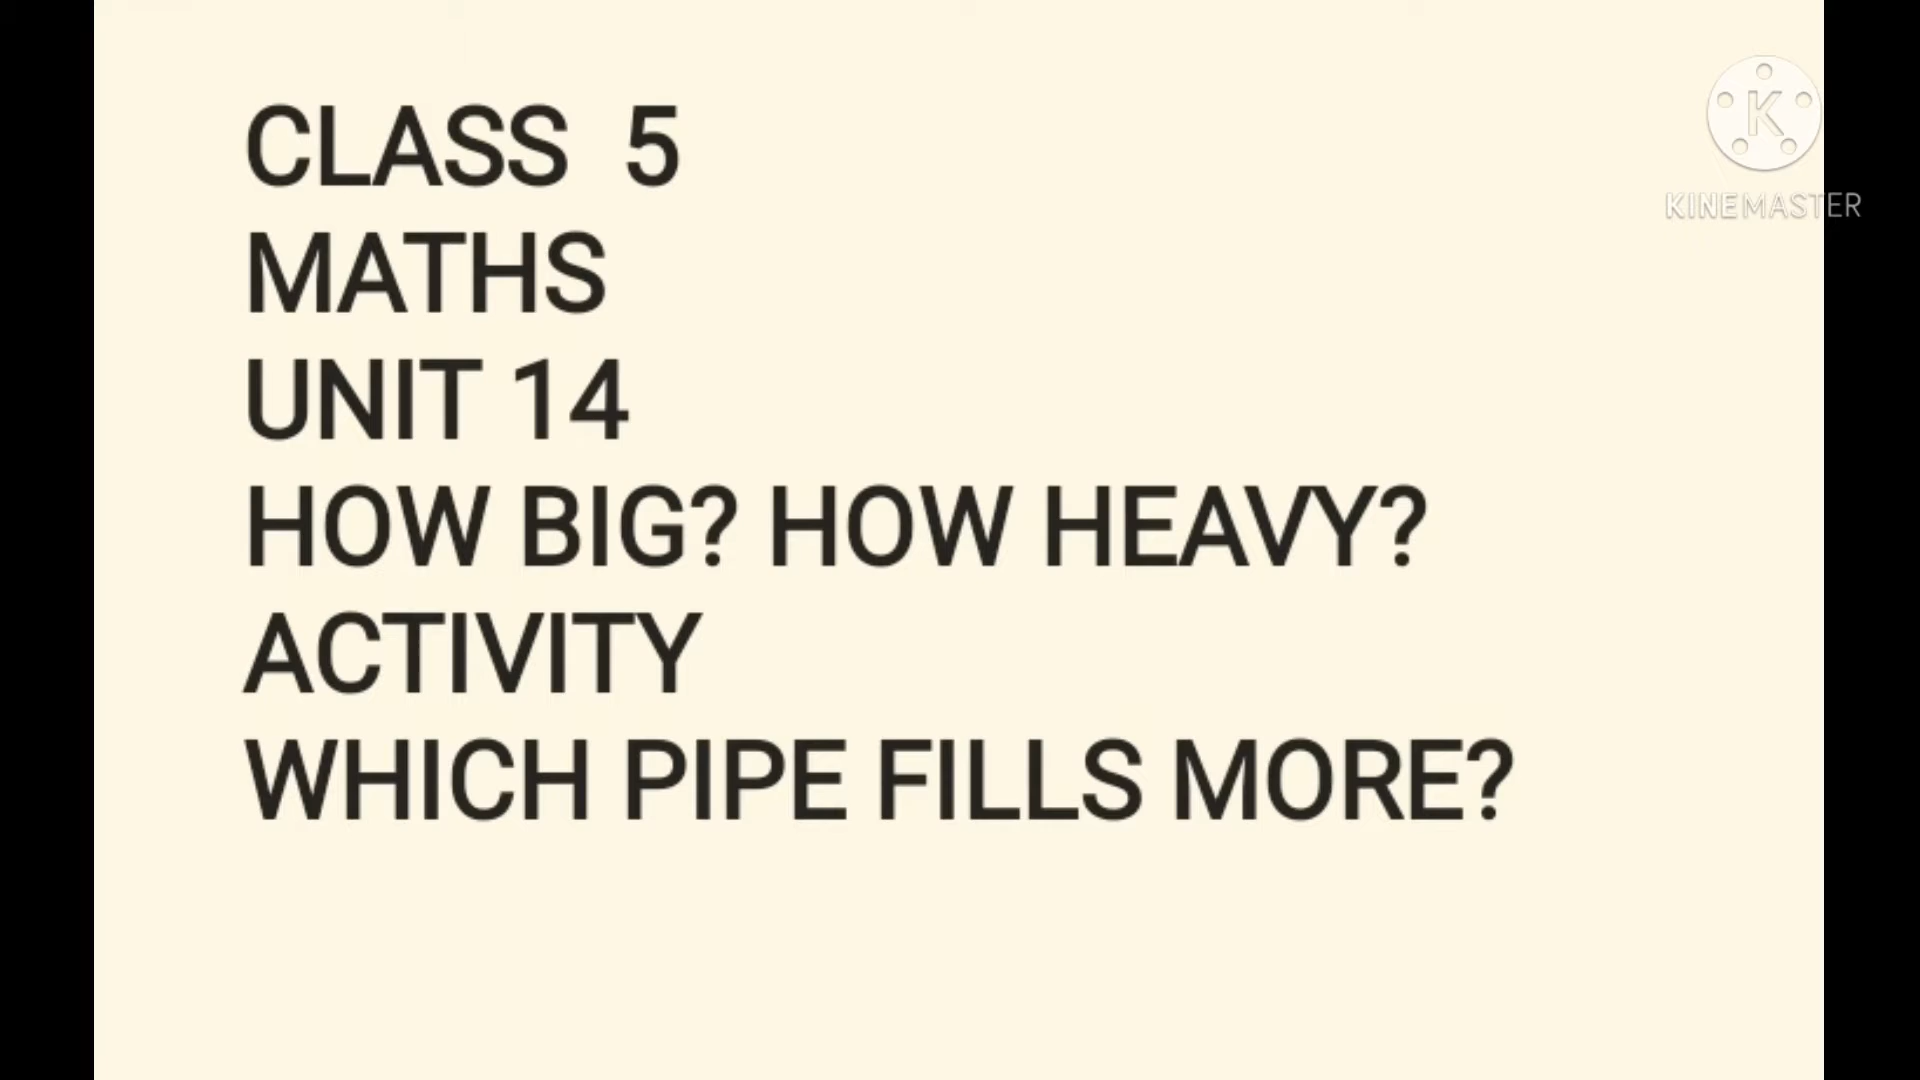 CLASS 5
MATHS
UNIT 14
HOW BIG? HOW HEAVY?
ACTIVITY
WHICH PIPE FILLS MORE?
K
KINEMASTER